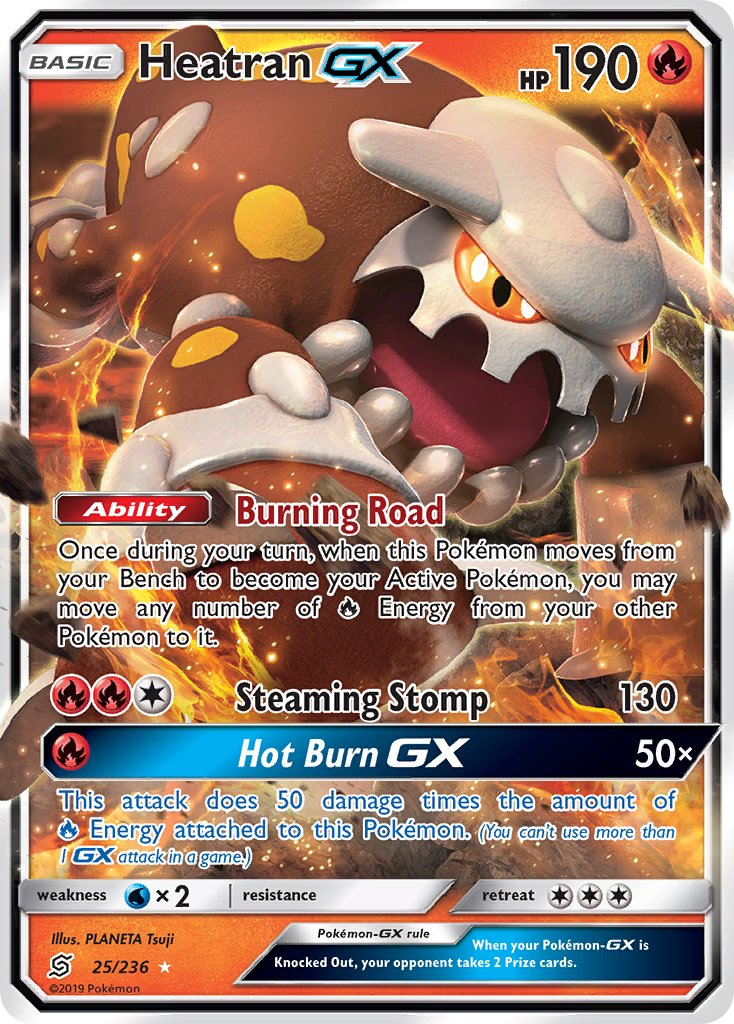 BASIC Heatran GX HP 190
Ability Burning Road
Once during your turn, when this Pokémon moves from
your Bench to become your Active Pokémon, you may
move any number of Energy from your other
Pokémon to it.
Steaming Stomp 130
Hot Burn GX 50×
This attack does 50 damage times the amount of
Energy attached to this Pokémon. (You can't use more than
1 GX attack in a game.)
weakness ×2 resistance retreat
Illus. PLANETA Tsuji
25/236
©2019 Pokémon
Pokémon-GX rule
When your Pokémon-GX is
Knocked Out, your opponent takes 2 Prize cards.